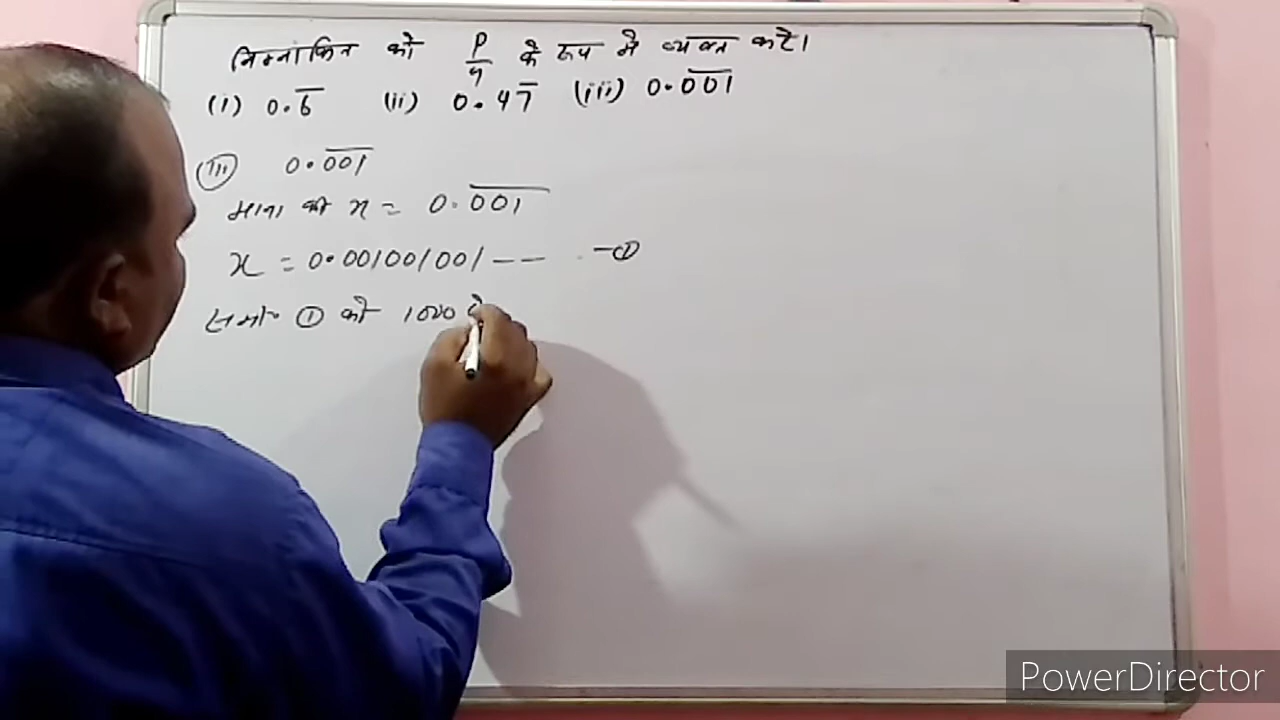 निम्नांकित को p/q के रूप में व्यक्त करें।
(i) 0.6̅ (ii) 0.47̅ (iii) 0.0̅0̅1̅
(iii) 0.0̅0̅1̅
माना की x = 0.0̅0̅1̅
x = 0.001001001 -- - ①
समी० ① को 1000 से
PowerDirector